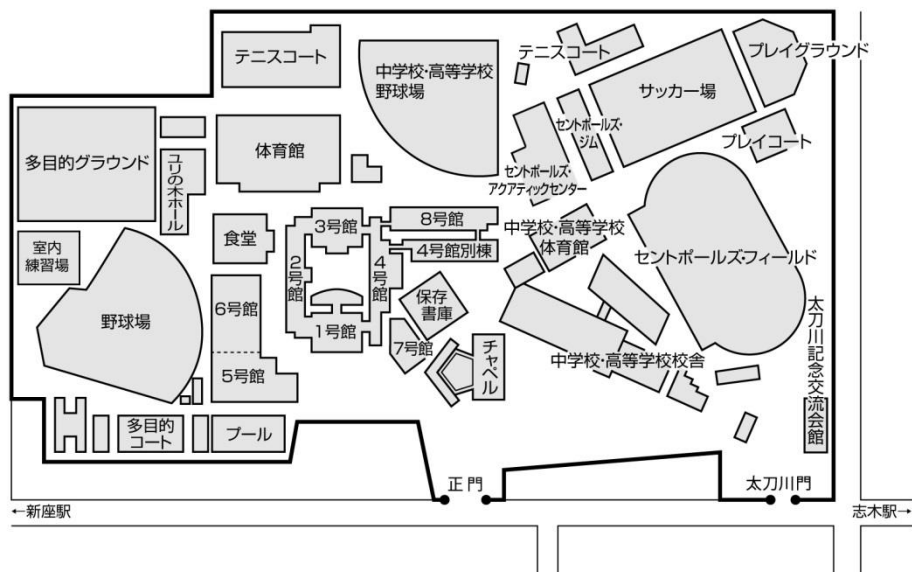 テニスコート
中学校・高等学校
野球場
テニスコート
プレイグラウンド
サッカー場
セントポールズ・
ジム
プレイコート
多目的グラウンド
ユリの木ホール
体育館
セントポールズ・
アクアティックセンター
3号館
8号館
中学校・高等学校
体育館
食堂
2号館
4号館
4号館別棟
セントポールズ・フィールド
室内
練習場
6号館
保存
書庫
野球場
1号館
7号館
チャペル
太刀川記念交流会館
中学校・高等学校校舎
5号館
多目的
コート
プール
正門
太刀川門
←新座駅
志木駅→